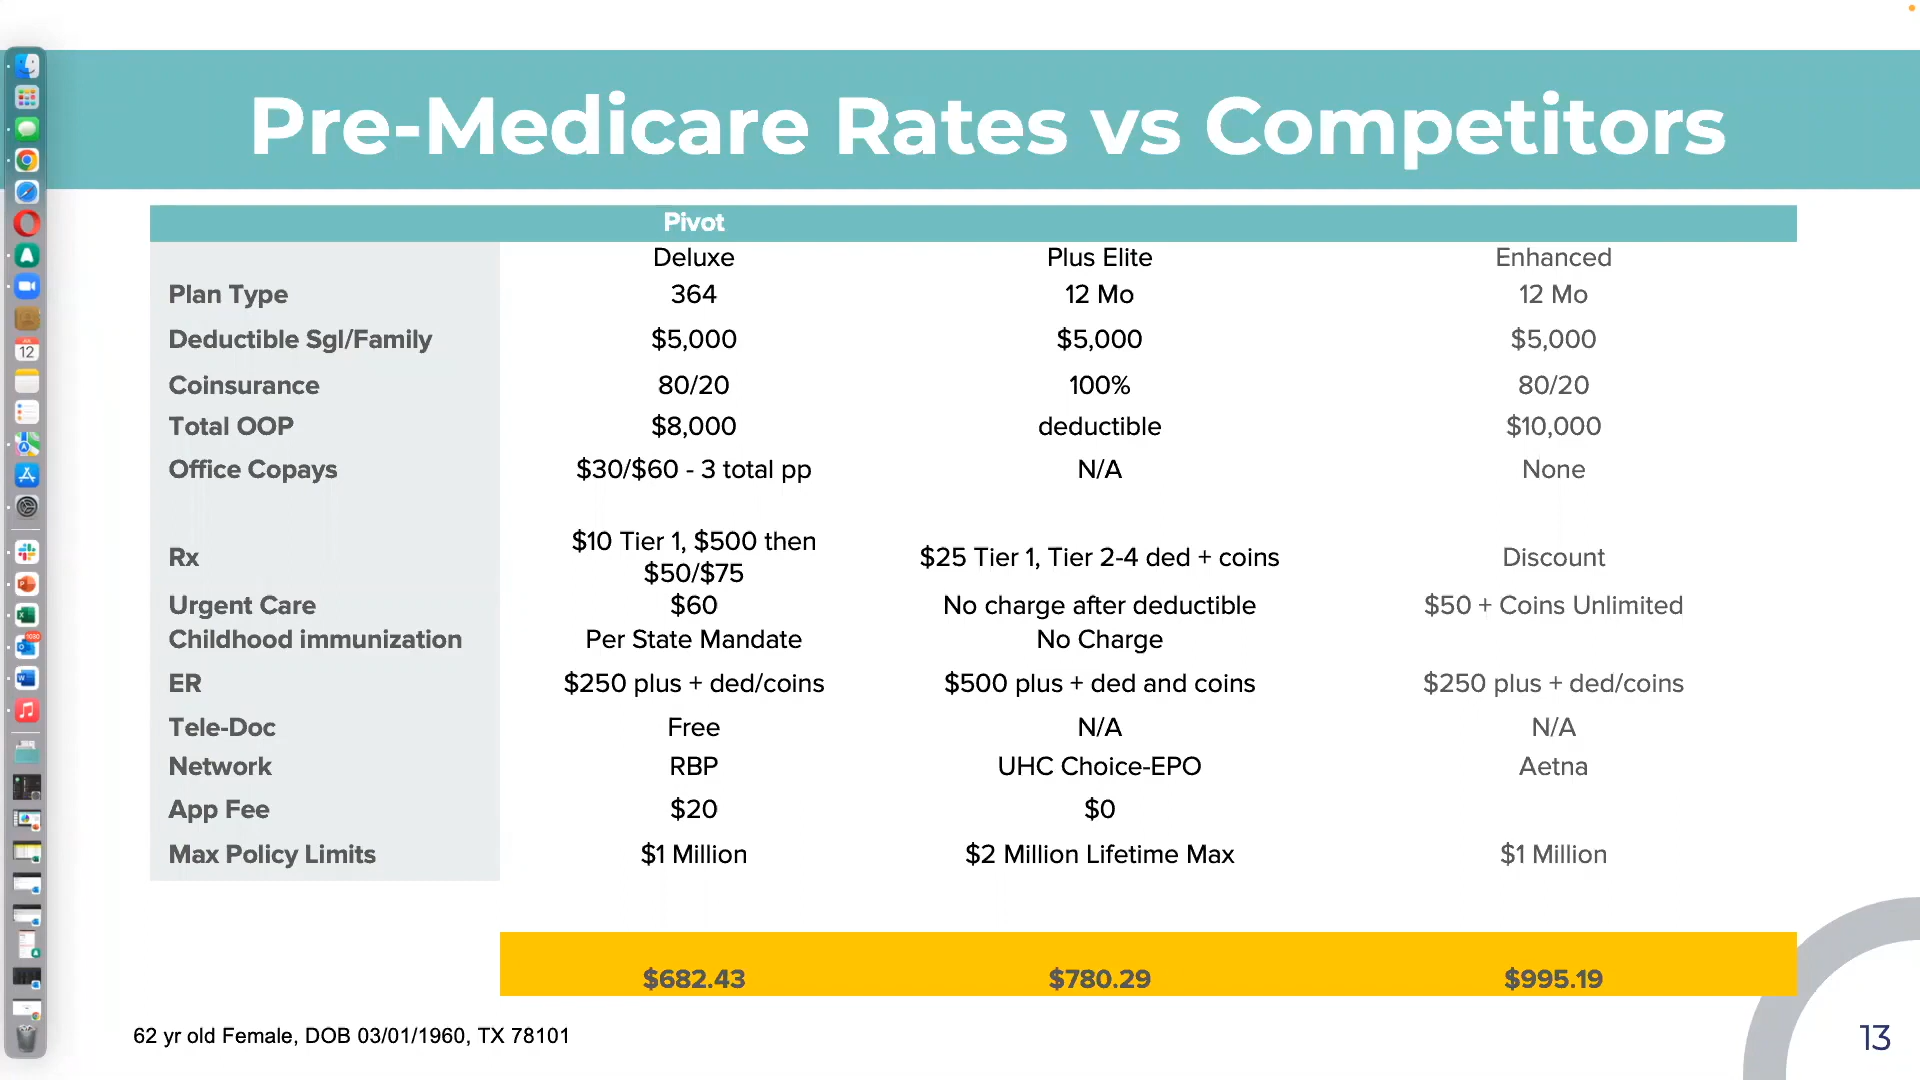 Pre-Medicare Rates vs Competitors
Pivot
Deluxe Plus Elite Enhanced
Plan Type 364 12 Mo 12 Mo
Deductible Sgl/Family $5,000 $5,000 $5,000
Coinsurance 80/20 100% 80/20
Total OOP $8,000 deductible $10,000
Office Copays $30/$60 - 3 total pp N/A None
Rx $10 Tier 1, $500 then $25 Tier 1, Tier 2-4 ded + coins Discount
$50/$75
Urgent Care $60 No charge after deductible $50 + Coins Unlimited
Childhood immunization Per State Mandate No Charge
ER $250 plus + ded/coins $500 plus + ded and coins $250 plus + ded/coins
Tele-Doc Free N/A N/A
Network RBP UHC Choice-EPO Aetna
App Fee $20 $0
Max Policy Limits $1 Million $2 Million Lifetime Max $1 Million
$682.43 $780.29 $995.19
62 yr old Female, DOB 03/01/1960, TX 78101
13
12